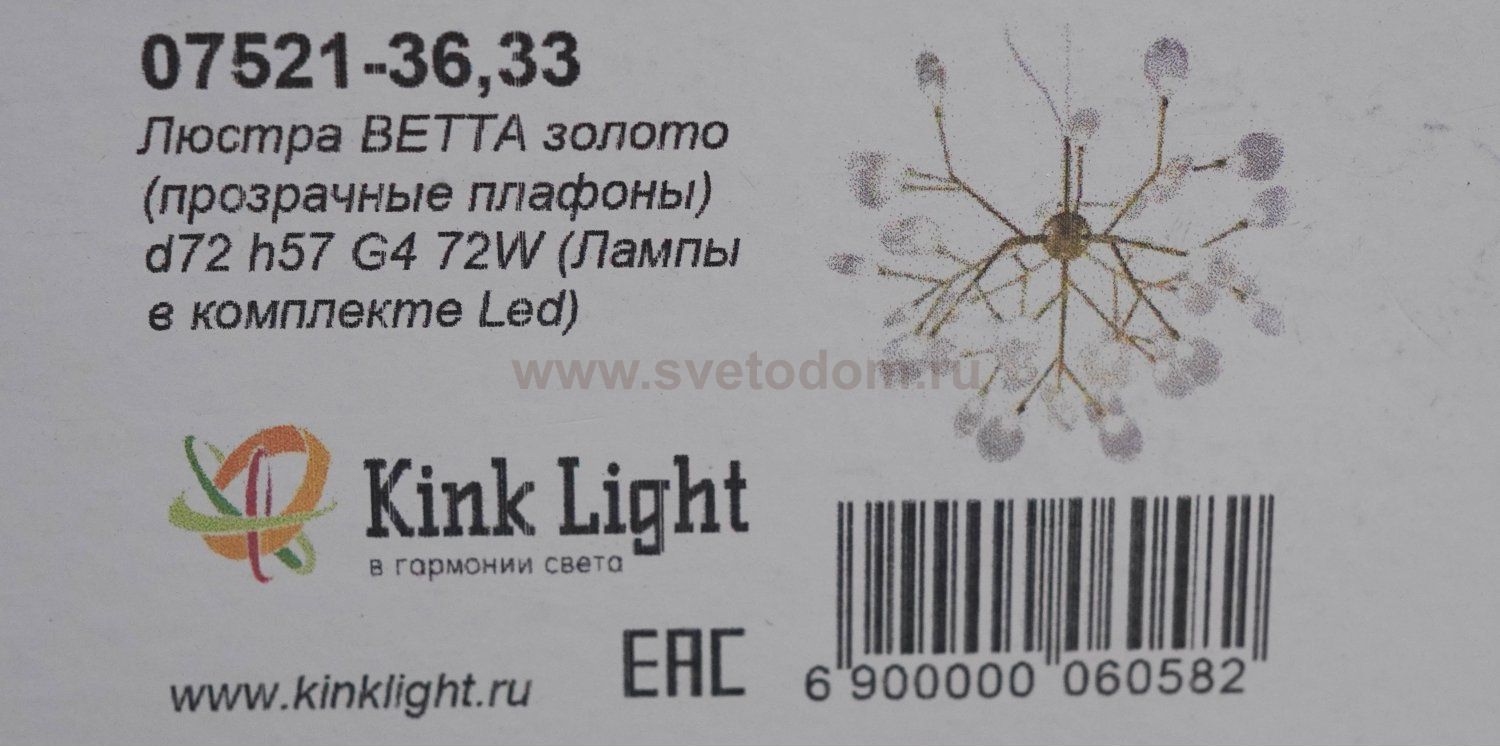 07521-36,33
Люстра ВЕТТА золото
(прозрачные плафоны)
d72 h57 G4 72W (Лампы
в комплекте Led)
www.svetodom.ru
Kink Light
в гармонии света
www.kinklight.ru
EAC
6 900000 060582